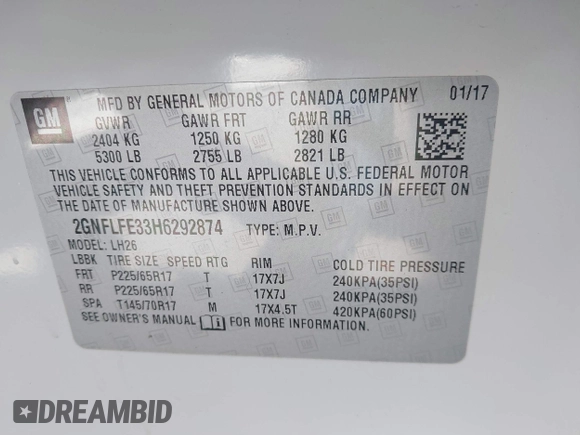 GM
MFD BY GENERAL MOTORS OF CANADA COMPANY 01/17
GVWR GAWR FRT GAWR RR
2404 KG 1250 KG 1280 KG
5300 LB 2755 LB 2821 LB
THIS VEHICLE CONFORMS TO ALL APPLICABLE U.S. FEDERAL MOTOR
VEHICLE SAFETY AND THEFT PREVENTION STANDARDS IN EFFECT ON
THE DATE OF MANUFACTURE SHOWN ABOVE.
2GNFLFE33H6292874 TYPE: M.P.V.
MODEL: LH26
LBBK TIRE SIZE SPEED RTG RIM COLD TIRE PRESSURE
FRT P225/65R17 T 17X7J 240KPA(35PSI)
RR P225/65R17 T 17X7J 240KPA(35PSI)
SPA T145/70R17 M 17X4.5T 420KPA(60PSI)
SEE OWNER'S MANUAL FOR MORE INFORMATION.
DREAMBID